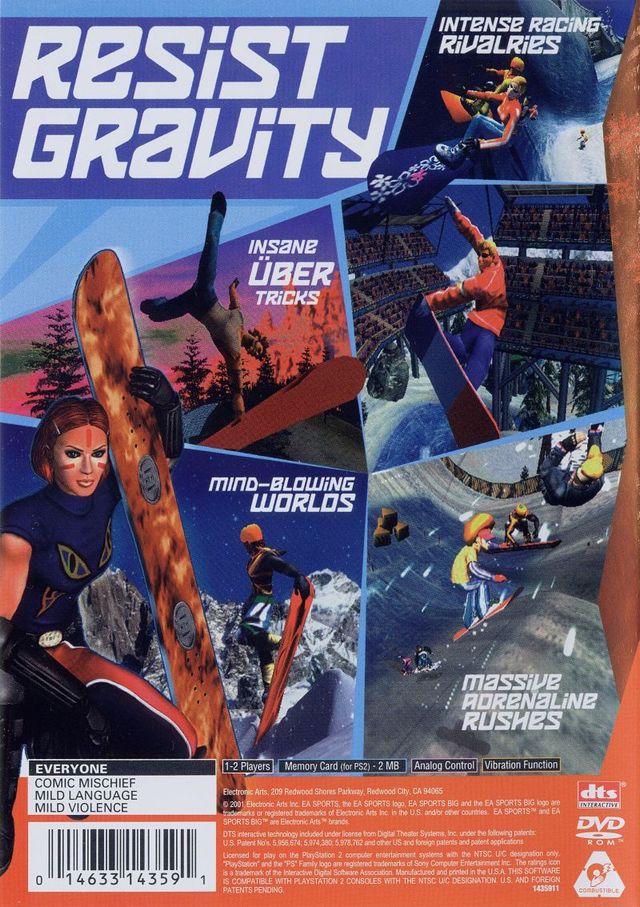 RESIST
GRAVITY
INTENSE RACING
RIVALRIES
INSANE
ÜBER
TRICKS
MIND-BLOWING
WORLDS
MASSIVE
ADRENALINE
RUSHES
EVERYONE
COMIC MISCHIEF
MILD LANGUAGE
MILD VIOLENCE
1-2 Players
Memory Card (for PS2) - 2 MB
Analog Control
Vibration Function
Electronic Arts, 209 Redwood Shores Parkway, Redwood City, CA 94065
© 2001 Electronic Arts Inc. EA SPORTS, the EA SPORTS logo, EA SPORTS BIG and the EA SPORTS BIG logo are
trademarks or registered trademarks of Electronic Arts Inc. in the U.S. and/or other countries. EA SPORTS™ and EA
SPORTS BIG™ are Electronic Arts™ brands.
DTS interactive technology included under license from Digital Theater Systems, Inc. under the following patents:
U.S. Patent No's. 5,956,674; 5,974,380; 5,978,762 and other US and foreign patents and patent applications
Licensed for play on the PlayStation 2 computer entertainment systems with the NTSC U/C designation only.
"PlayStation" and the "PS" Family logo are registered trademarks of Sony Computer Entertainment Inc. The ratings icon
is a trademark of the Interactive Digital Software Association. Manufactured and printed in the U.S.A. THIS SOFTWARE
IS COMPATIBLE WITH PLAYSTATION 2 CONSOLES WITH THE NTSC U/C DESIGNATION. U.S. AND FOREIGN
PATENTS PENDING.
1435911
dts
INTERACTIVE
DVD
ROM™
COMBUSTIBLE
0 14633 14359 1